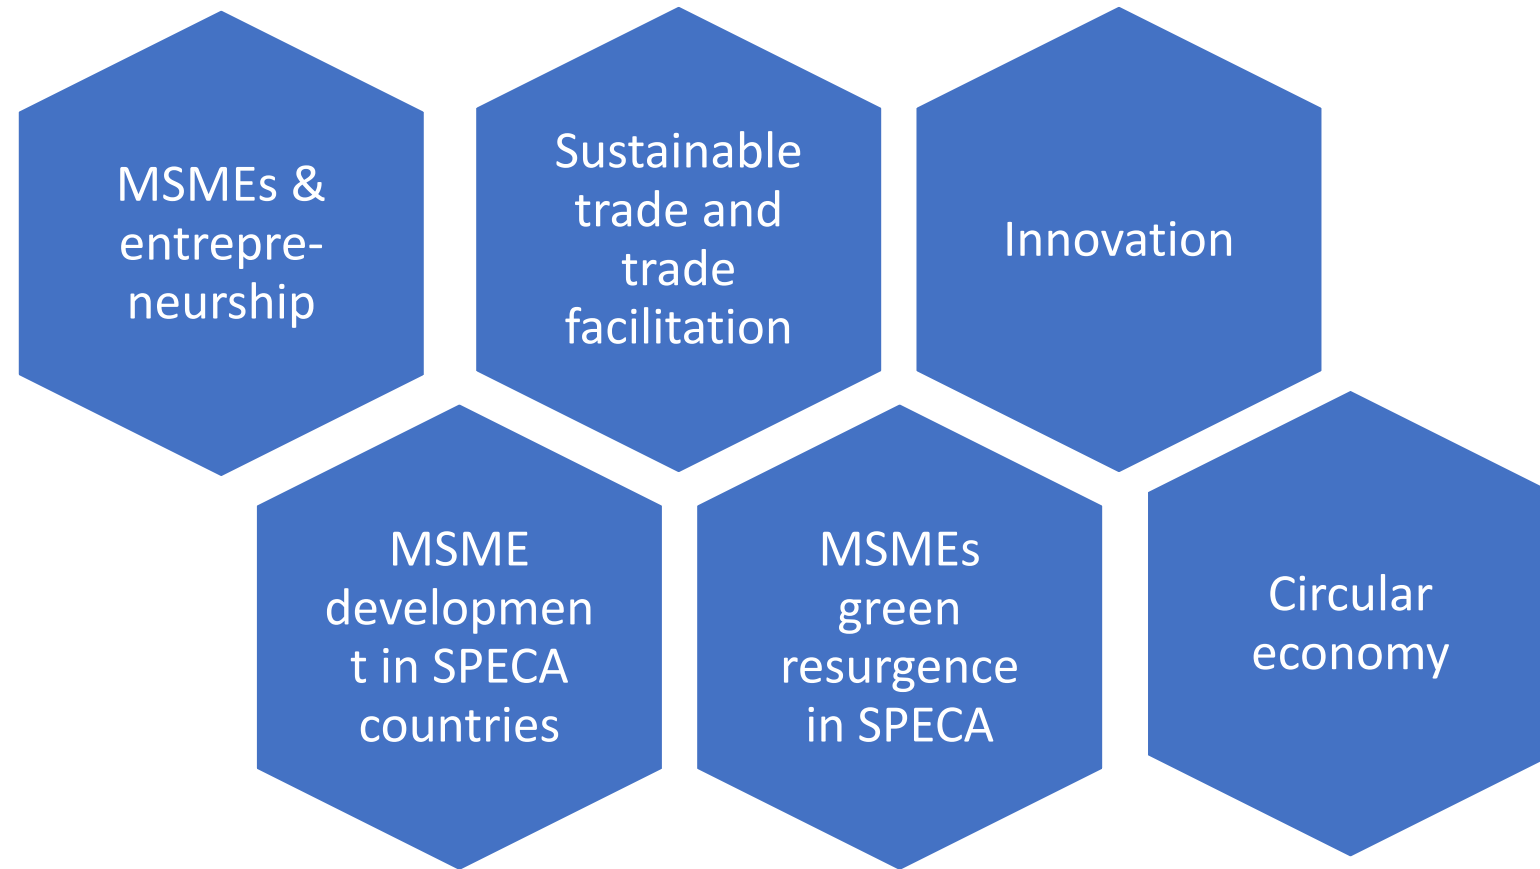 MSMEs &
entrepre-
neurship
Sustainable
trade and
trade
facilitation
Innovation
MSME
developmen
t in SPECA
countries
MSMEs
green
resurgence
in SPECA
Circular
economy